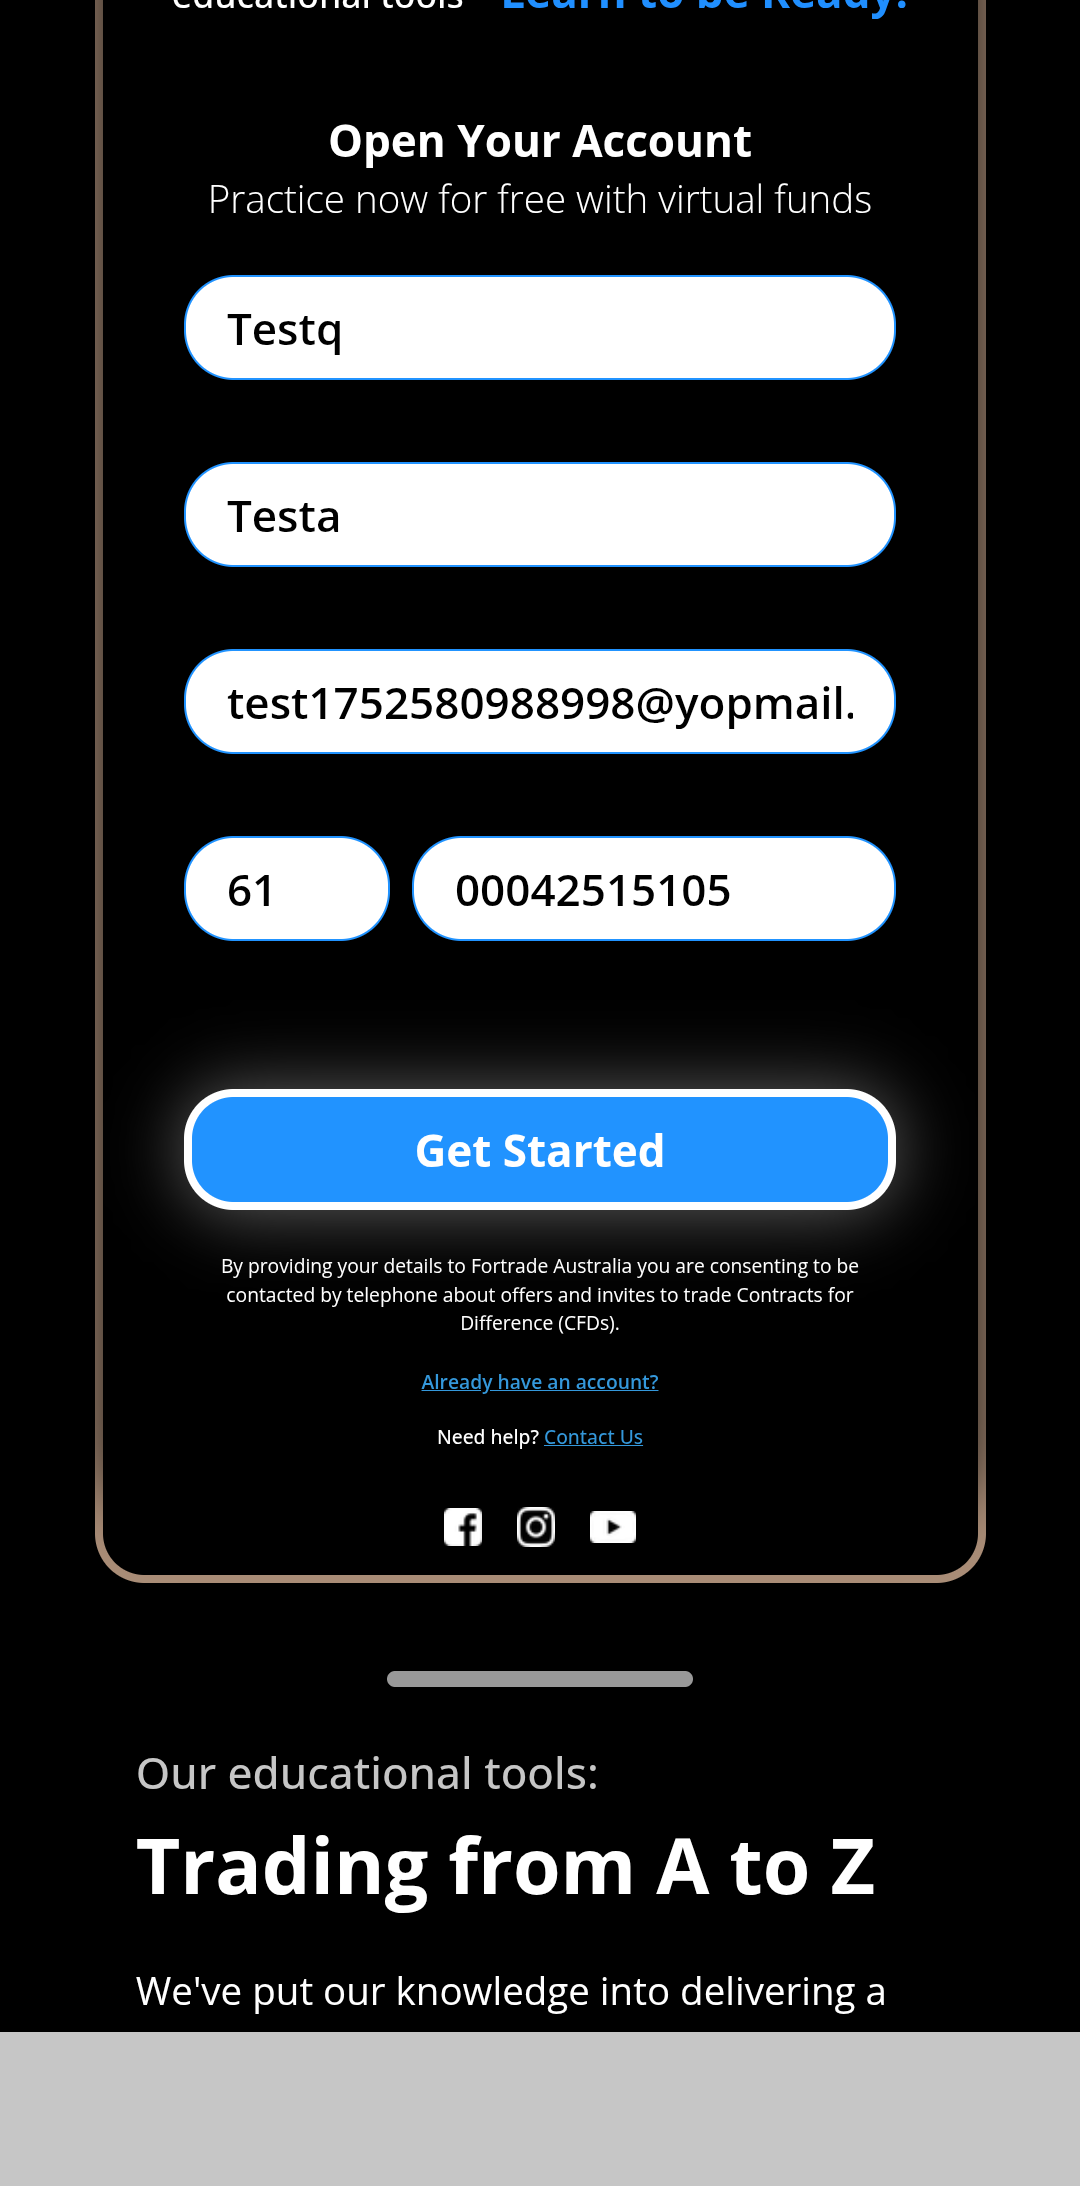 educational tools Learn to be Ready!
Open Your Account
Practice now for free with virtual funds
Testq
Testa
test1752580988998@yopmail.
61 00042515105
Get Started
By providing your details to Fortrade Australia you are consenting to be
contacted by telephone about offers and invites to trade Contracts for
Difference (CFDs).
Already have an account?
Need help? Contact Us
Our educational tools:
Trading from A to Z
We've put our knowledge into delivering a